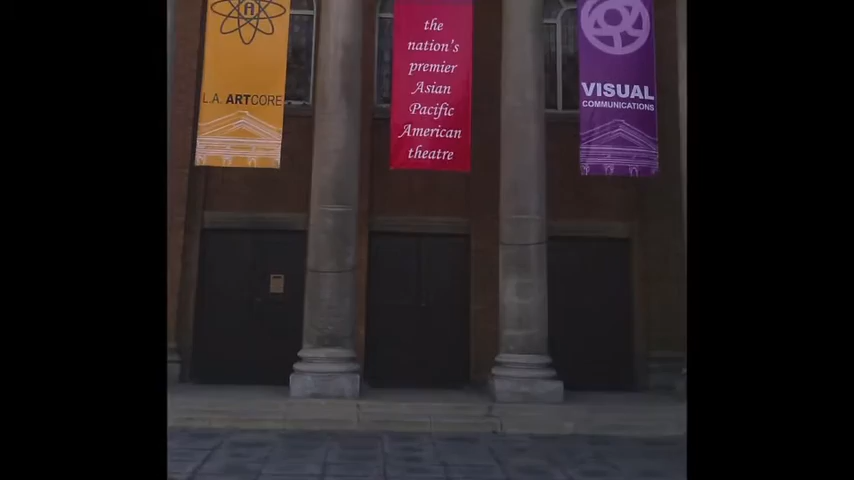 A
L.A. ARTCORE
the
nation's
premier
Asian
Pacific
American
theatre
VISUAL
COMMUNICATIONS